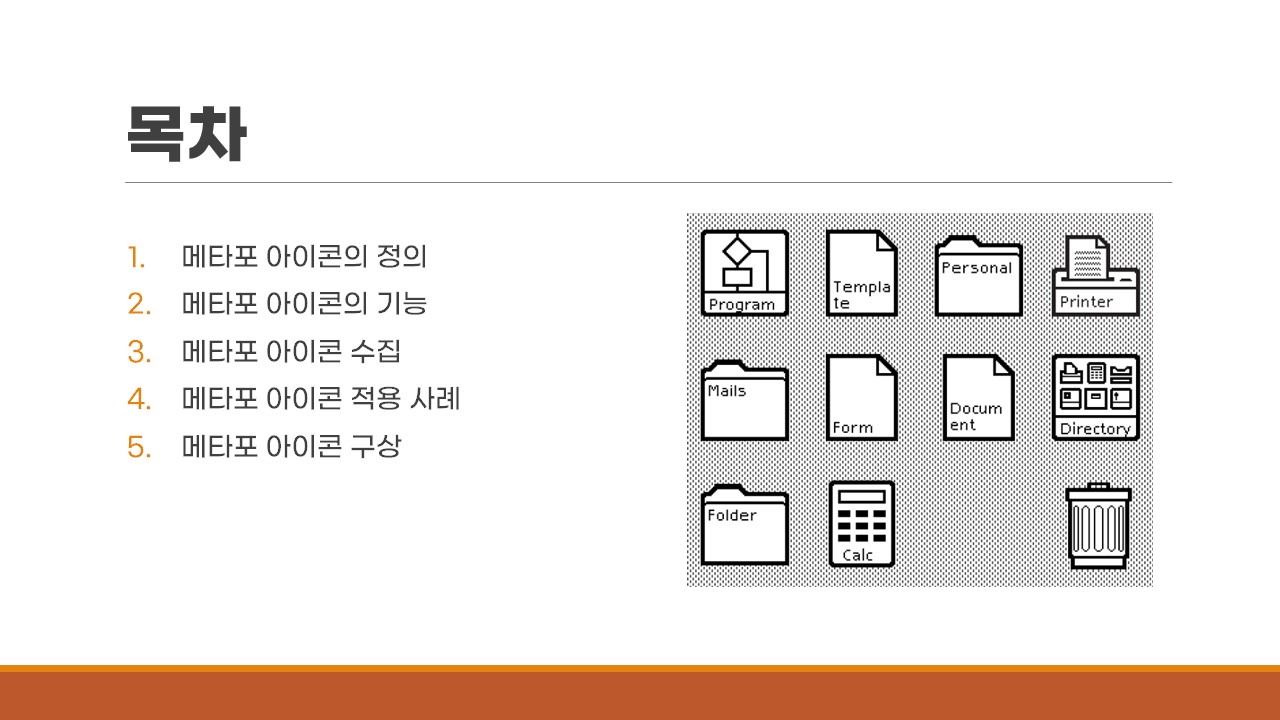 목차
1. 메타포 아이콘의 정의
2. 메타포 아이콘의 기능
3. 메타포 아이콘 수집
4. 메타포 아이콘 적용 사례
5. 메타포 아이콘 구상
Program
Templa
te
Personal
Printer
Mails
Form
Docum
ent
Directory
Folder
Calc